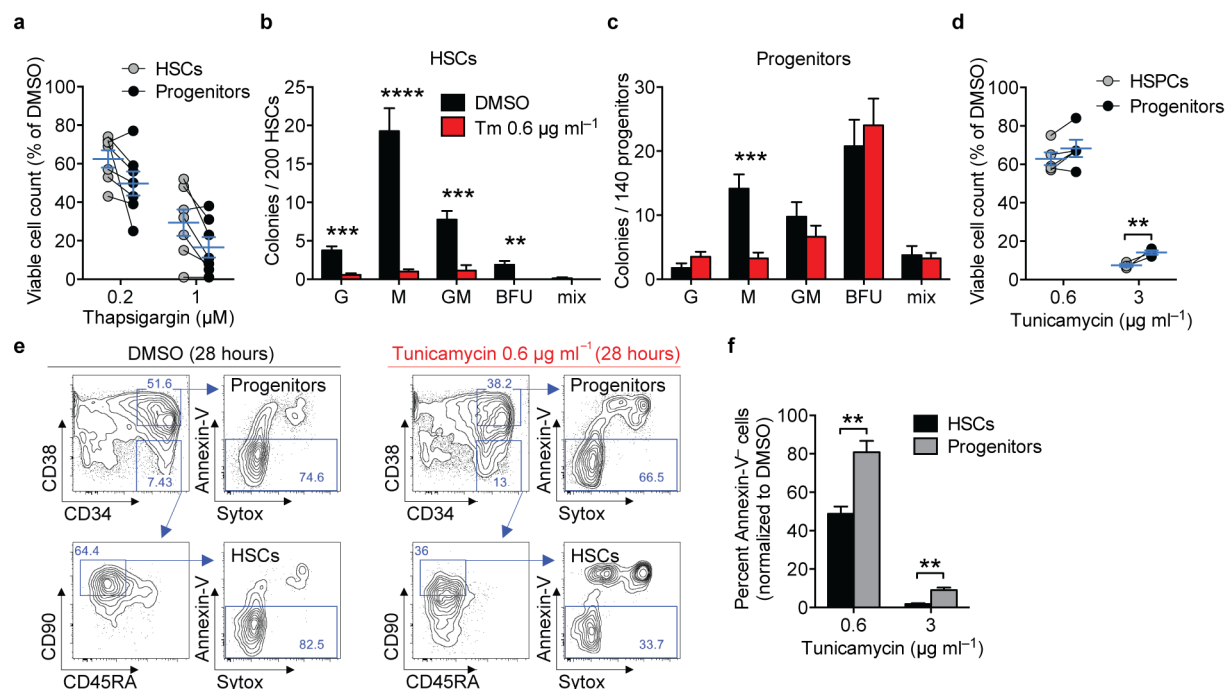 a
Viable cell count (% of DMSO)
100
80
60
40
20
0
HSCs
Progenitors
0.2
1
Thapsigargin (µM)
b
HSCs
Colonies / 200 HSCs
25
20
15
10
5
0
***
****
***
**
DMSO
Tm 0.6 µg ml⁻¹
G
M
GM
BFU
mix
c
Progenitors
Colonies / 140 progenitors
30
20
10
0
***
G
M
GM
BFU
mix
d
Viable cell count (% of DMSO)
100
80
60
40
20
0
HSPCs
Progenitors
**
0.6
3
Tunicamycin (µg ml⁻¹)
e
DMSO (28 hours)
51.6
7.43
CD38
CD34
Progenitors
74.6
Annexin-V
Sytox
64.4
CD90
CD45RA
HSCs
82.5
Annexin-V
Sytox
Tunicamycin 0.6 µg ml⁻¹ (28 hours)
38.2
13
CD38
CD34
Progenitors
66.5
Annexin-V
Sytox
36
CD90
CD45RA
HSCs
33.7
Annexin-V
Sytox
f
Percent Annexin-V⁻ cells
(normalized to DMSO)
100
80
60
40
20
0
HSCs
Progenitors
**
**
0.6
3
Tunicamycin (µg ml⁻¹)